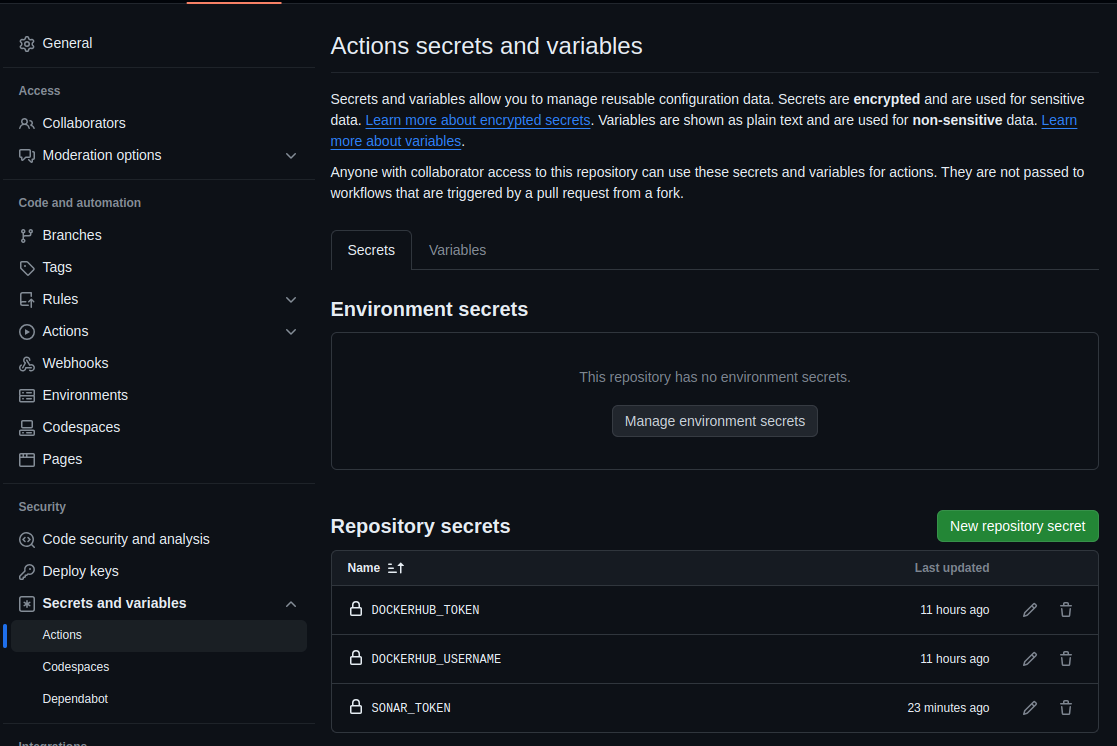 General
Access
Collaborators
Moderation options
Code and automation
Branches
Tags
Rules
Actions
Webhooks
Environments
Codespaces
Pages
Security
Code security and analysis
Deploy keys
Secrets and variables
Actions
Codespaces
Dependabot
Integrations
Actions secrets and variables
Secrets and variables allow you to manage reusable configuration data. Secrets are encrypted and are used for sensitive
data. Learn more about encrypted secrets. Variables are shown as plain text and are used for non-sensitive data. Learn
more about variables.
Anyone with collaborator access to this repository can use these secrets and variables for actions. They are not passed to
workflows that are triggered by a pull request from a fork.
Secrets Variables
Environment secrets
This repository has no environment secrets.
Manage environment secrets
Repository secrets New repository secret
Name Last updated
DOCKERHUB_TOKEN 11 hours ago
DOCKERHUB_USERNAME 11 hours ago
SONAR_TOKEN 23 minutes ago